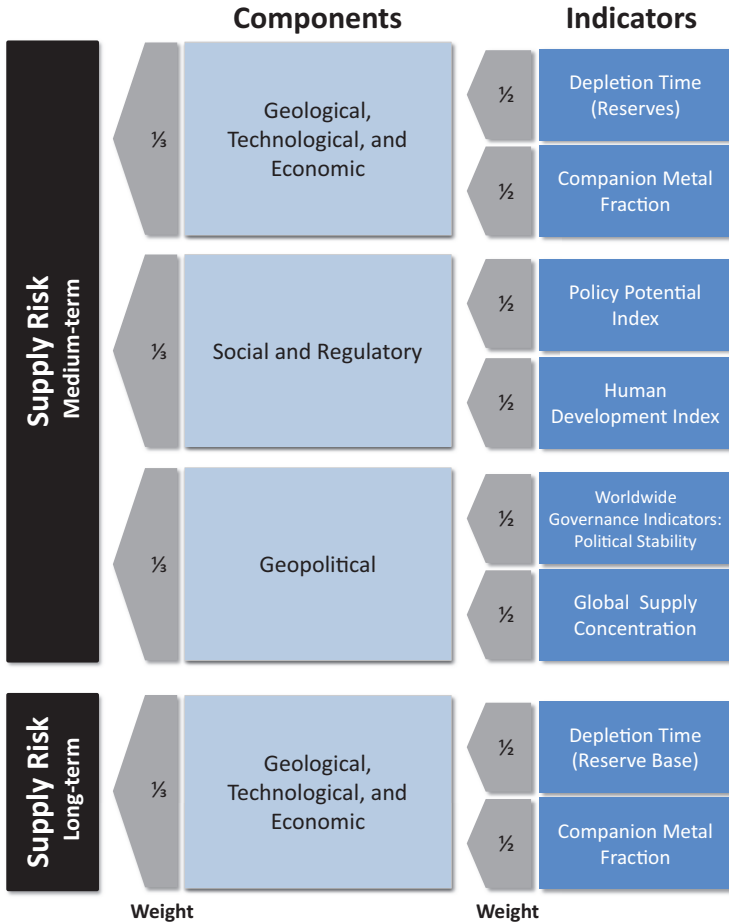 Components
Indicators
Supply Risk
Medium-term
⅓
Geological,
Technological, and
Economic
½
Depletion Time
(Reserves)
½
Companion Metal
Fraction
⅓
Social and Regulatory
½
Policy Potential
Index
½
Human
Development Index
⅓
Geopolitical
½
Worldwide
Governance Indicators:
Political Stability
½
Global Supply
Concentration
Supply Risk
Long-term
⅓
Geological,
Technological, and
Economic
½
Depletion Time
(Reserve Base)
½
Companion Metal
Fraction
Weight
Weight